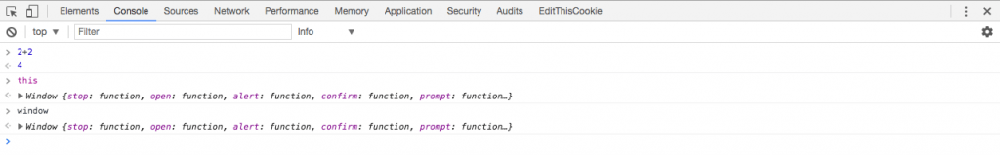 Elements Console Sources Network Performance Memory Application Security Audits EditThisCookie
top ▼ Filter Info ▼
> 2+2
4
> this
▶Window {stop: function, open: function, alert: function, confirm: function, prompt: function…}
> window
▶Window {stop: function, open: function, alert: function, confirm: function, prompt: function…}
>